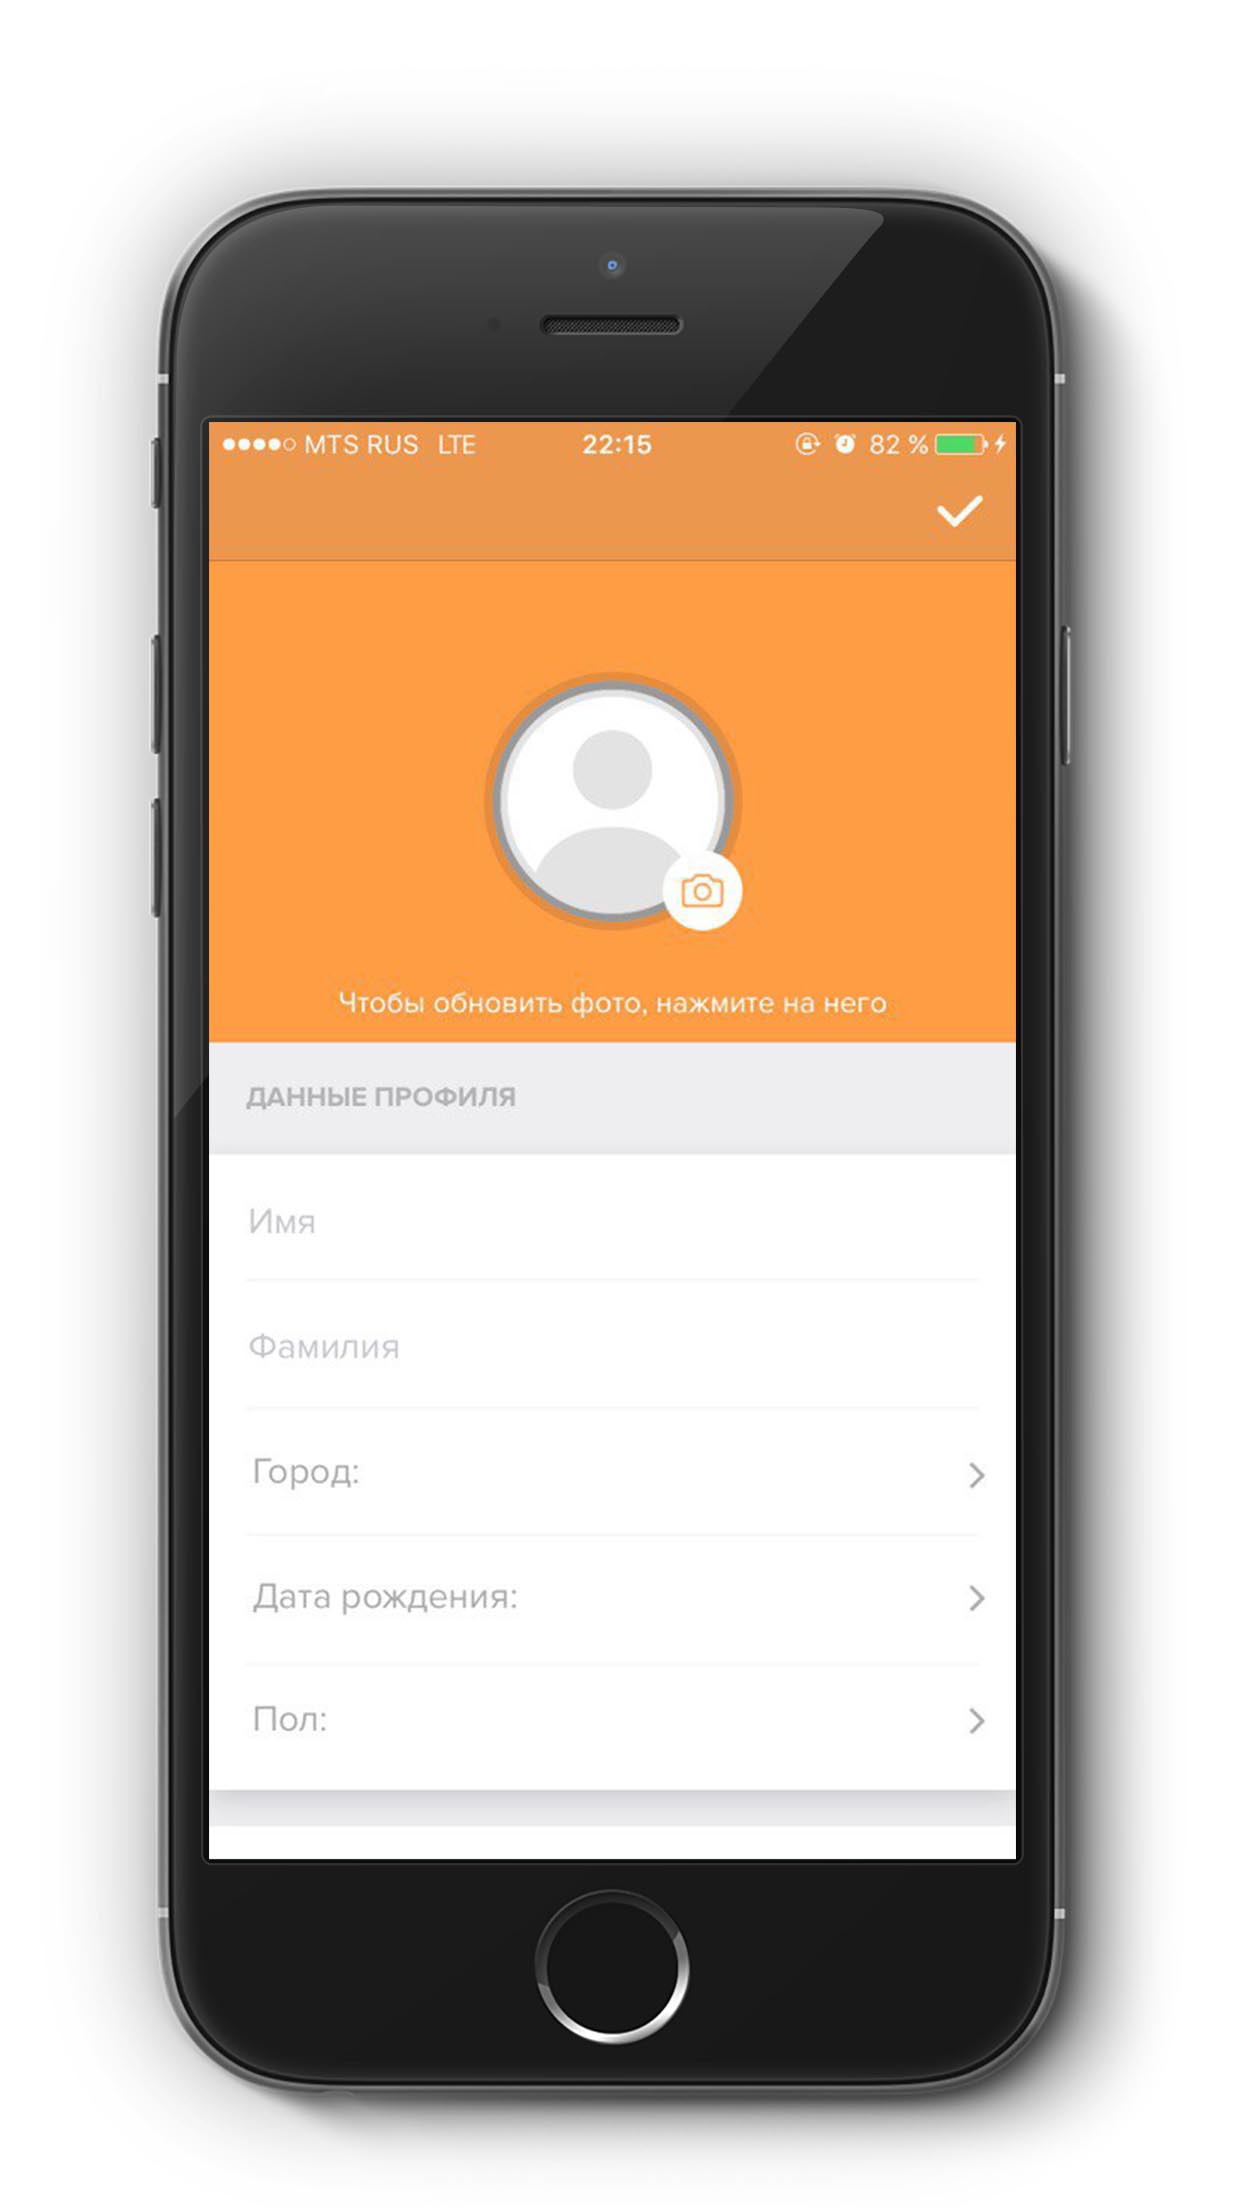 MTS RUS LTE 22:15 82 %
Чтобы обновить фото, нажмите на него
ДАННЫЕ ПРОФИЛЯ
Имя
Фамилия
Город:
Дата рождения:
Пол: